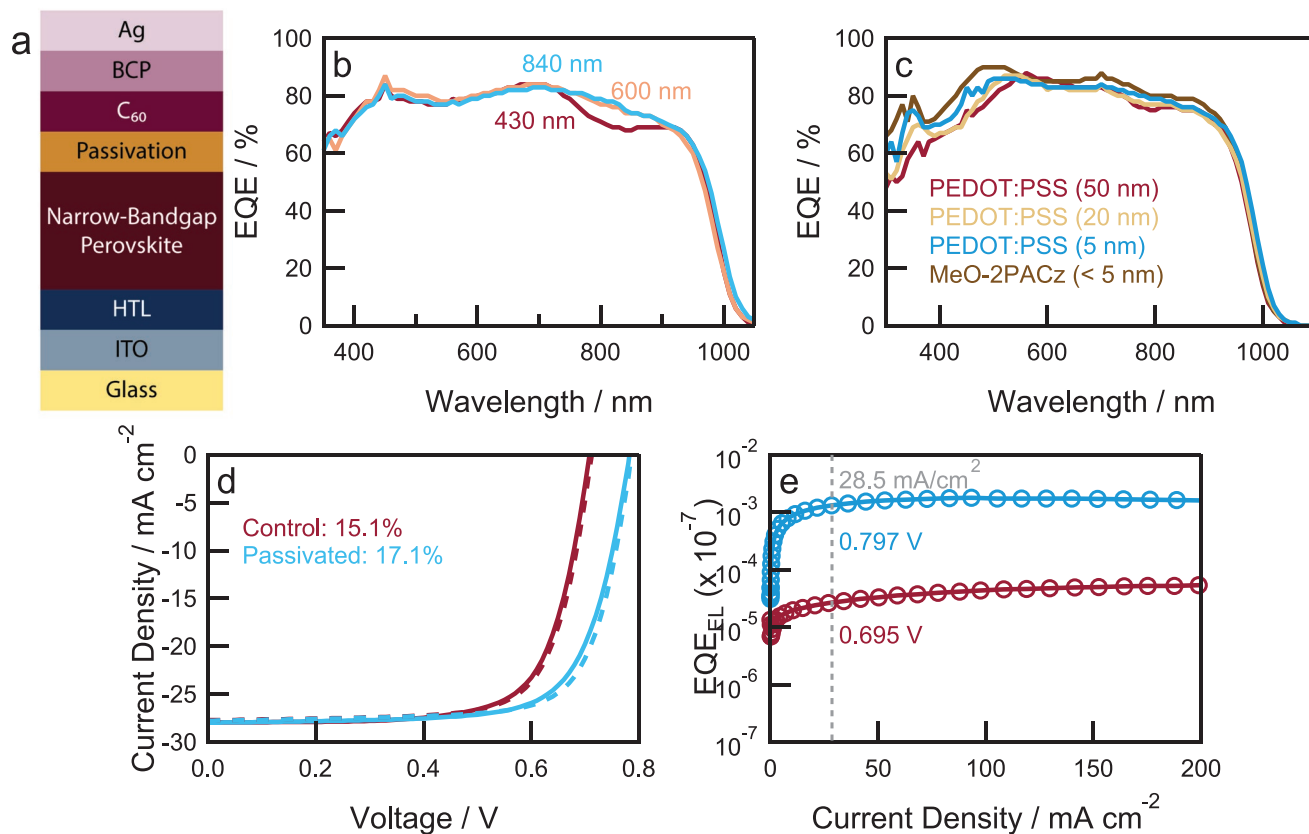 a
Ag
BCP
C₆₀
Passivation
Narrow-Bandgap
Perovskite
HTL
ITO
Glass
b
840 nm
600 nm
430 nm
100
80
60
40
20
0
EQE / %
400
600
800
1000
Wavelength / nm
c
PEDOT:PSS (50 nm)
PEDOT:PSS (20 nm)
PEDOT:PSS (5 nm)
MeO-2PACz (< 5 nm)
100
80
60
40
20
0
EQE / %
400
600
800
1000
Wavelength / nm
d
Control: 15.1%
Passivated: 17.1%
0
-5
-10
-15
-20
-25
-30
Current Density / mA cm⁻²
0.0
0.2
0.4
0.6
0.8
Voltage / V
e
28.5 mA/cm²
0.797 V
0.695 V
10⁻²
10⁻³
10⁻⁴
10⁻⁵
10⁻⁶
10⁻⁷
EQE_EL (x 10⁻⁷)
0
50
100
150
200
Current Density / mA cm⁻²